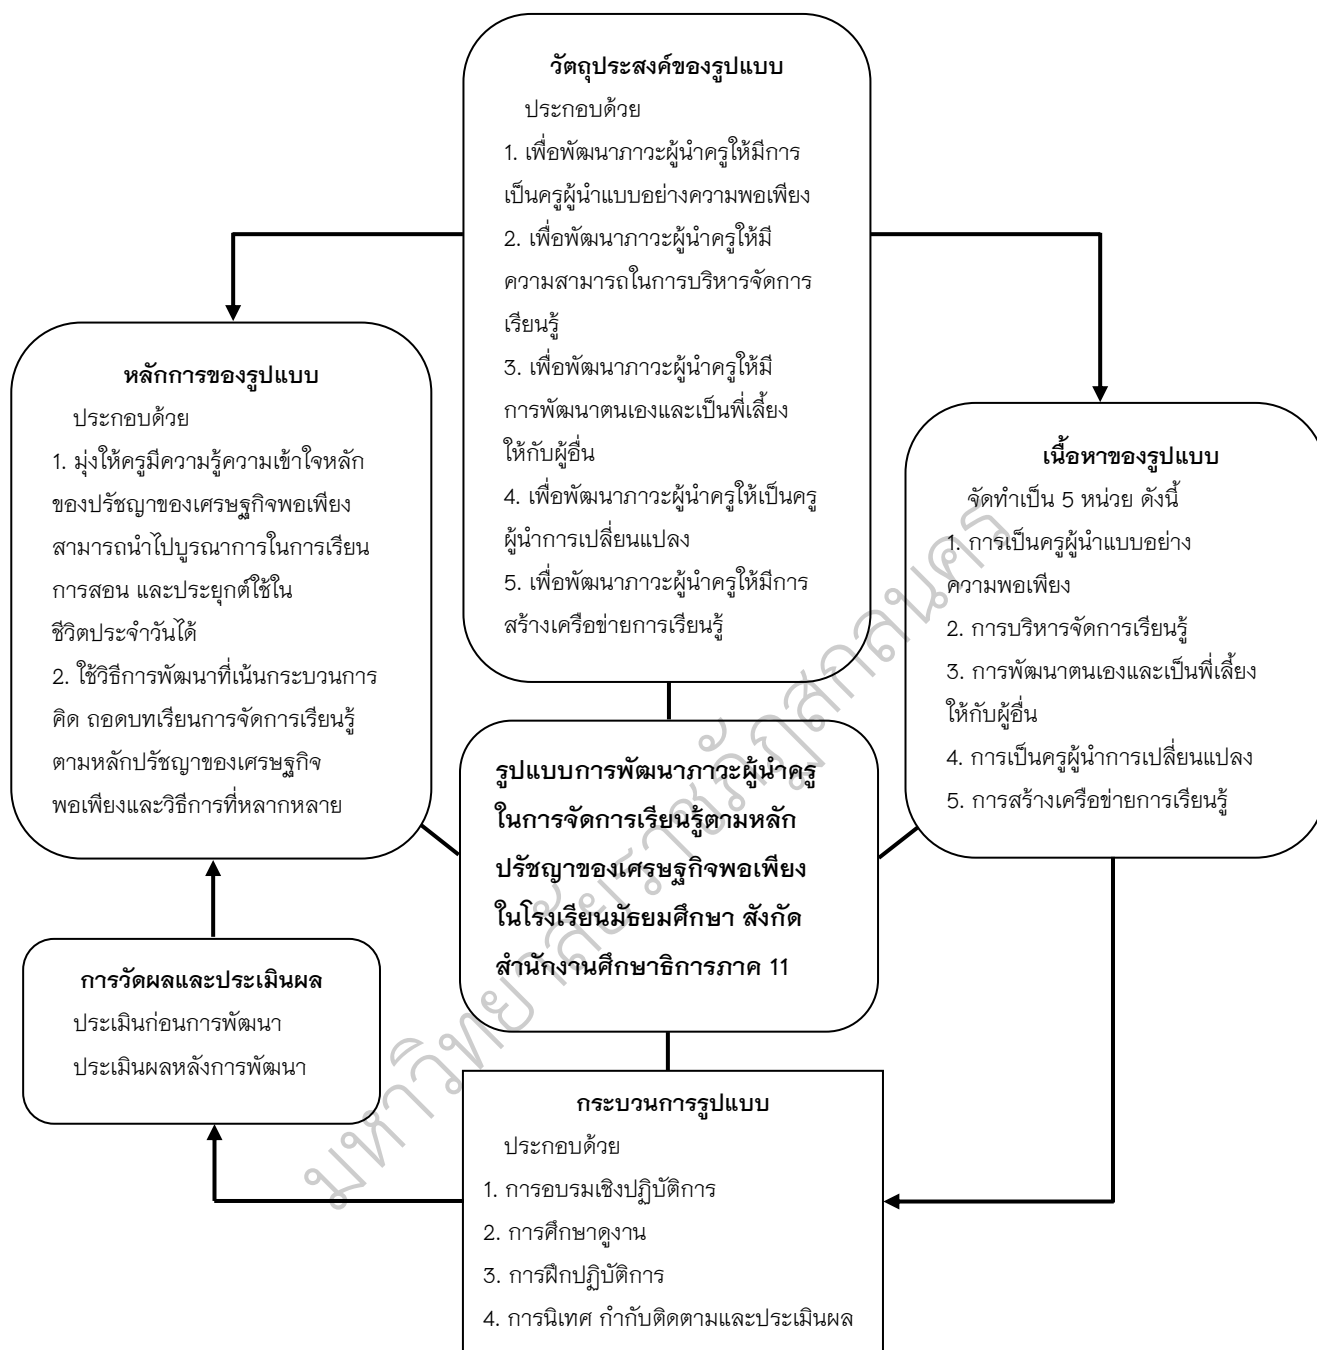 วัตถุประสงค์ของรูปแบบ
ประกอบด้วย
1. เพื่อพัฒนาภาวะผู้นำครูให้มีการ
เป็นครูผู้นำแบบอย่างความพอเพียง
2. เพื่อพัฒนาภาวะผู้นำครูให้มี
ความสามารถในการบริหารจัดการ
เรียนรู้
3. เพื่อพัฒนาภาวะผู้นำครูให้มี
การพัฒนาตนเองและเป็นพี่เลี้ยง
ให้กับผู้อื่น
4. เพื่อพัฒนาภาวะผู้นำครูให้เป็นครู
ผู้นำการเปลี่ยนแปลง
5. เพื่อพัฒนาภาวะผู้นำครูให้มีการ
สร้างเครือข่ายการเรียนรู้
หลักการของรูปแบบ
ประกอบด้วย
1. มุ่งให้ครูมีความรู้ความเข้าใจหลัก
ของปรัชญาของเศรษฐกิจพอเพียง
สามารถนำไปบูรณาการในการเรียน
การสอน และประยุกต์ใช้ใน
ชีวิตประจำวันได้
2. ใช้วิธีการพัฒนาที่เน้นกระบวนการ
คิด ถอดบทเรียนการจัดการเรียนรู้
ตามหลักปรัชญาของเศรษฐกิจ
พอเพียงและวิธีการที่หลากหลาย
เนื้อหาของรูปแบบ
จัดทำเป็น 5 หน่วย ดังนี้
1. การเป็นครูผู้นำแบบอย่าง
ความพอเพียง
2. การบริหารจัดการเรียนรู้
3. การพัฒนาตนเองและเป็นพี่เลี้ยง
ให้กับผู้อื่น
4. การเป็นครูผู้นำการเปลี่ยนแปลง
5. การสร้างเครือข่ายการเรียนรู้
รูปแบบการพัฒนาภาวะผู้นำครู
ในการจัดการเรียนรู้ตามหลัก
ปรัชญาของเศรษฐกิจพอเพียง
ในโรงเรียนมัธยมศึกษา สังกัด
สำนักงานศึกษาธิการภาค 11
การวัดผลและประเมินผล
ประเมินก่อนการพัฒนา
ประเมินผลหลังการพัฒนา
กระบวนการรูปแบบ
ประกอบด้วย
1. การอบรมเชิงปฏิบัติการ
2. การศึกษาดูงาน
3. การฝึกปฏิบัติการ
4. การนิเทศ กำกับติดตามและประเมินผล
มหาวิทยาลัยราชภัฏสกลนคร